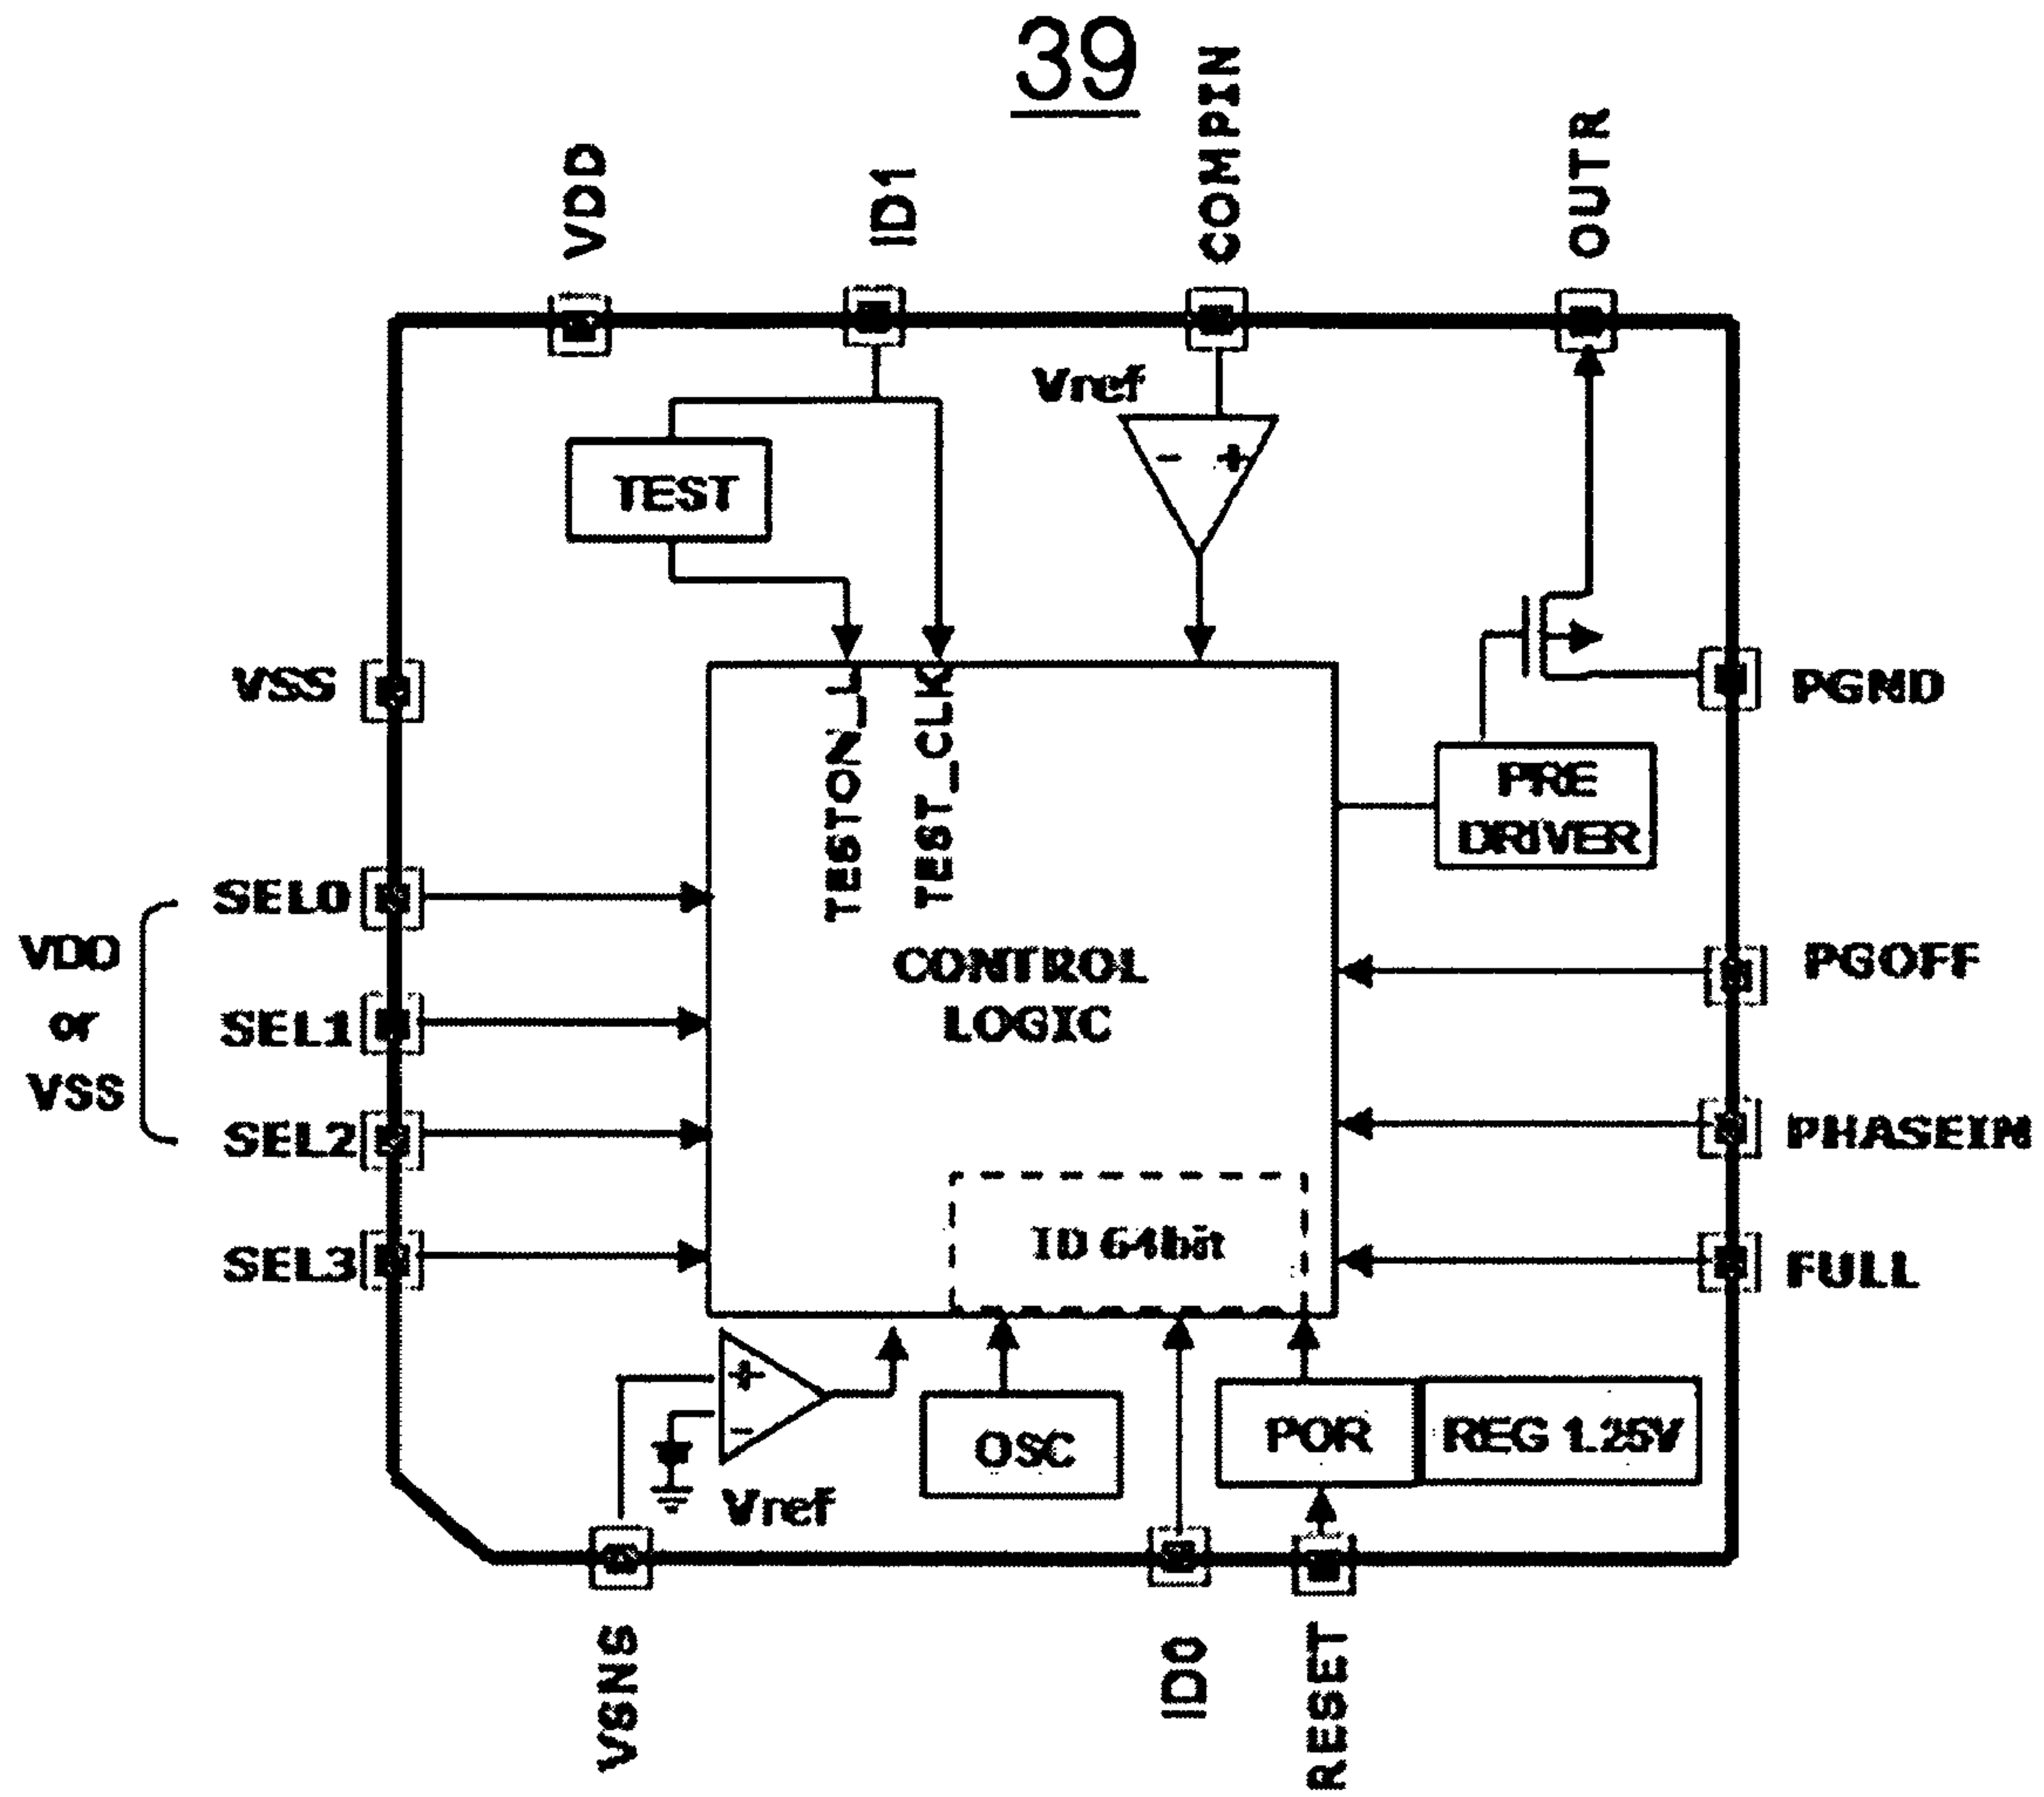 39
VDD
ID1
COMPIN
OUTR
Vref
- +
TEST
VSS
TESTON_L
TEST_CLK
PGND
PRE
DRIVER
SEL0
VDD
or
VSS
SEL1
SEL2
SEL3
CONTROL
LOGIC
PGOFF
PHASEIN
FULL
ID 64bit
+
-
Vref
OSC
POR
REG 1.25V
VSNS
ID0
RESET